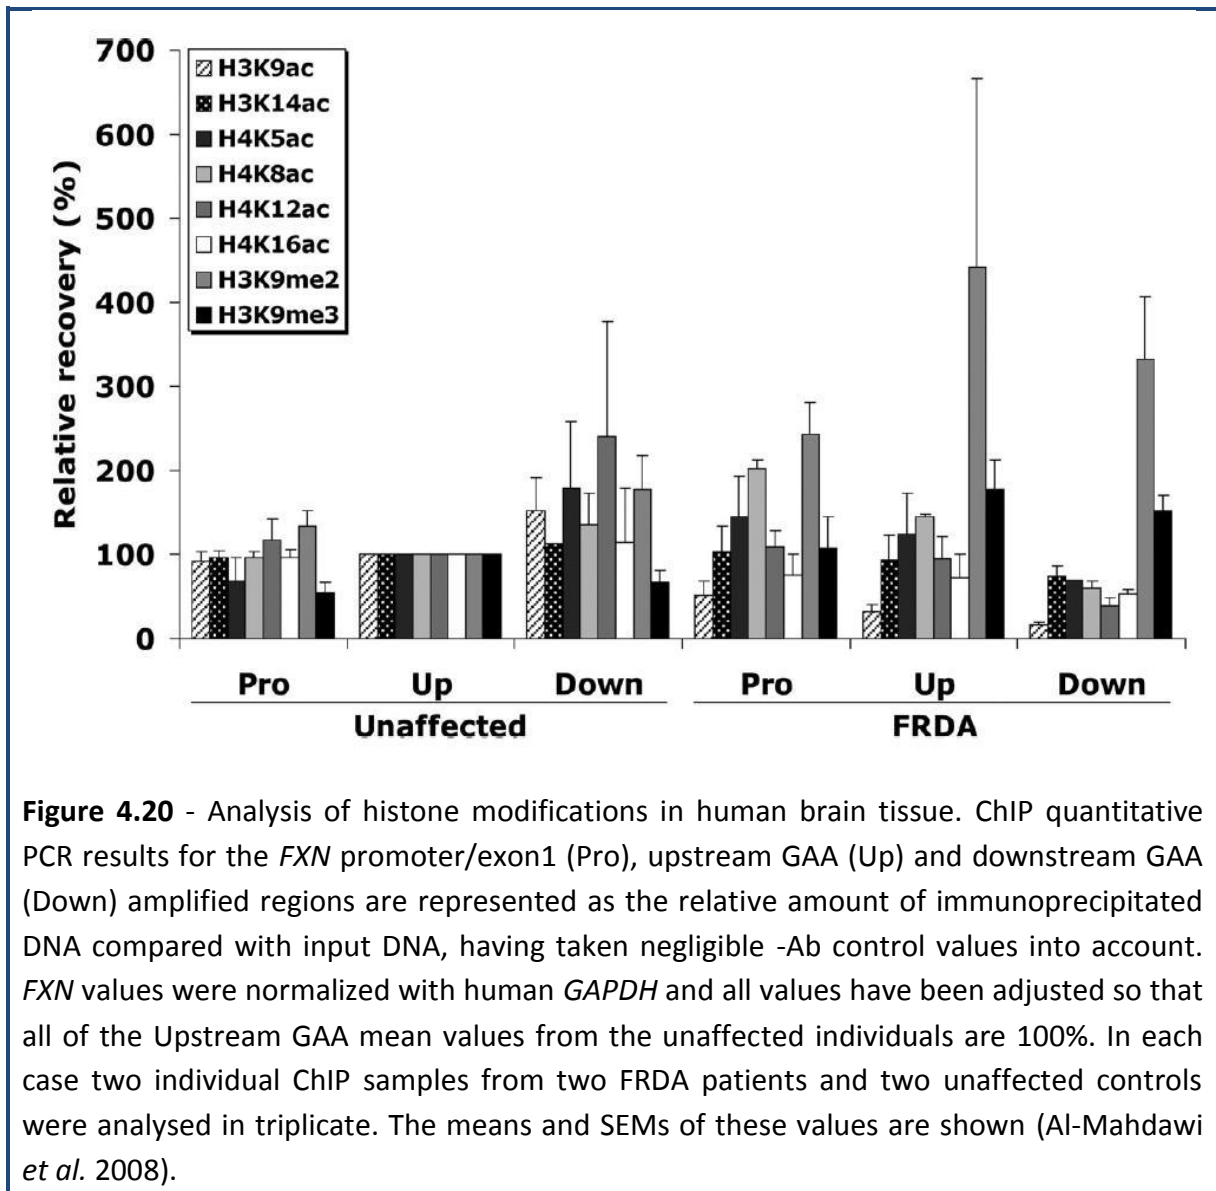 700
600
500
400
300
200
100
0
Relative recovery (%)
H3K9ac
H3K14ac
H4K5ac
H4K8ac
H4K12ac
H4K16ac
H3K9me2
H3K9me3
Pro Up Down Pro Up Down
Unaffected FRDA
Figure 4.20 - Analysis of histone modifications in human brain tissue. ChIP quantitative
PCR results for the FXN promoter/exon1 (Pro), upstream GAA (Up) and downstream GAA
(Down) amplified regions are represented as the relative amount of immunoprecipitated
DNA compared with input DNA, having taken negligible -Ab control values into account.
FXN values were normalized with human GAPDH and all values have been adjusted so that
all of the Upstream GAA mean values from the unaffected individuals are 100%. In each
case two individual ChIP samples from two FRDA patients and two unaffected controls
were analysed in triplicate. The means and SEMs of these values are shown (Al-Mahdawi
et al. 2008).